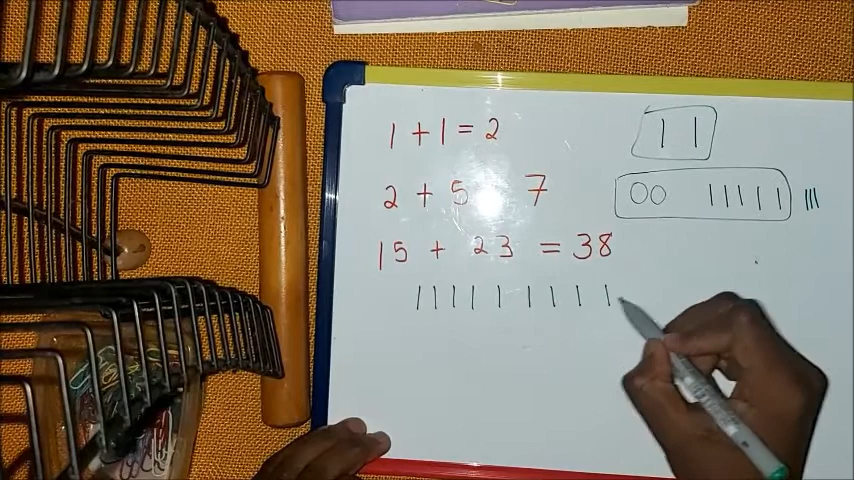 1 + 1 = 2
2 + 5 7
15 + 23 = 38